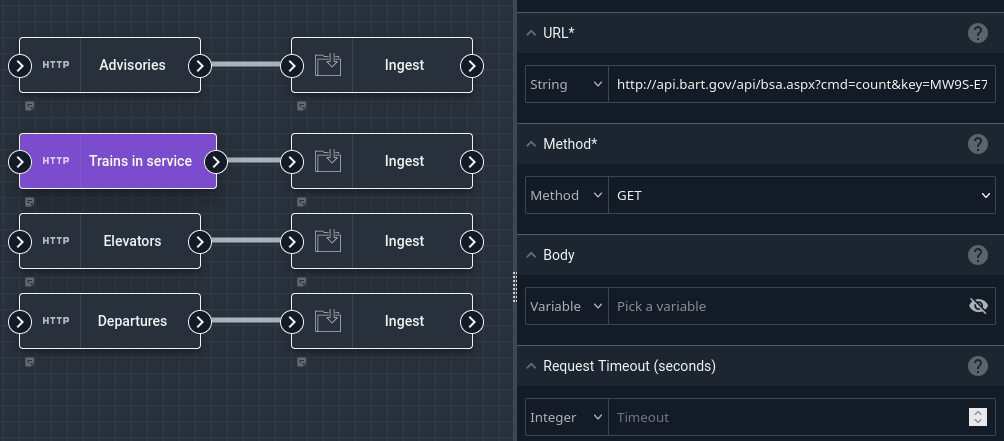 HTTP Advisories
Ingest
HTTP Trains in service
Ingest
HTTP Elevators
Ingest
HTTP Departures
Ingest
URL*
?
String
http://api.bart.gov/api/bsa.aspx?cmd=count&key=MW9S-E7
Method*
?
Method
GET
Body
?
Variable
Pick a variable
Request Timeout (seconds)
?
Integer
Timeout